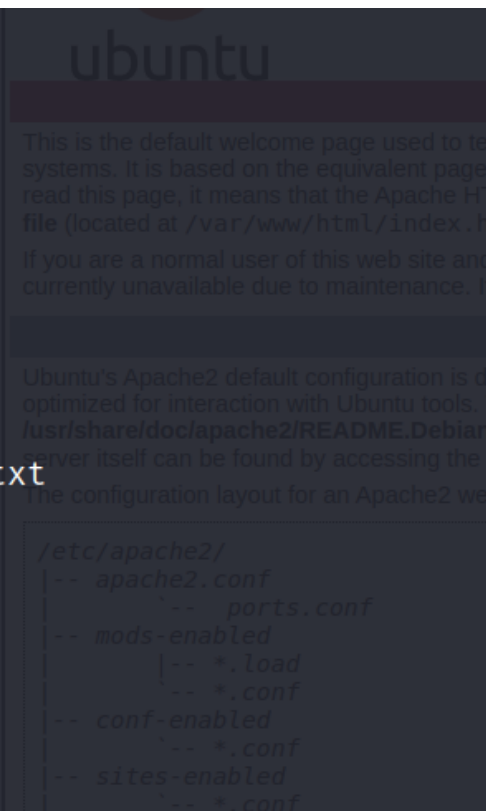 ubuntu
This is the default welcome page used to te
systems. It is based on the equivalent page
read this page, it means that the Apache HT
file (located at /var/www/html/index.h
If you are a normal user of this web site and
currently unavailable due to maintenance. I
Ubuntu's Apache2 default configuration is d
optimized for interaction with Ubuntu tools.
/usr/share/doc/apache2/README.Debian
server itself can be found by accessing the
txt
The configuration layout for an Apache2 we
/etc/apache2/
|-- apache2.conf
|       `--  ports.conf
|-- mods-enabled
|       |-- *.load
|       `-- *.conf
|-- conf-enabled
|       `-- *.conf
|-- sites-enabled
|       `-- *.conf